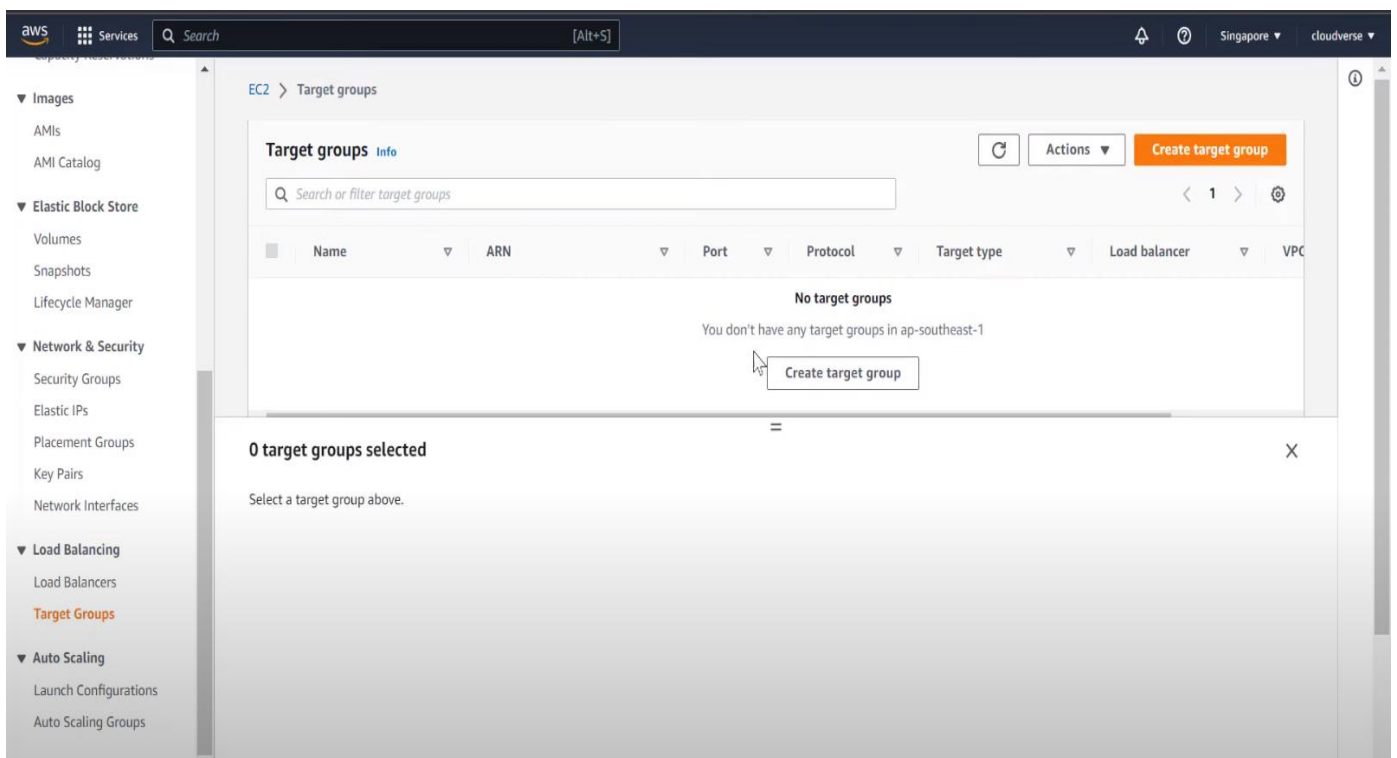 aws Services Search [Alt+S] Singapore ▼ cloudverse ▼
Capacity Reservations
▼ Images
AMIs
AMI Catalog
▼ Elastic Block Store
Volumes
Snapshots
Lifecycle Manager
▼ Network & Security
Security Groups
Elastic IPs
Placement Groups
Key Pairs
Network Interfaces
▼ Load Balancing
Load Balancers
Target Groups
▼ Auto Scaling
Launch Configurations
Auto Scaling Groups
EC2 > Target groups
Target groups Info Actions ▼ Create target group
Search or filter target groups < 1 >
Name ARN Port Protocol Target type Load balancer VPC
No target groups
You don't have any target groups in ap-southeast-1
Create target group
0 target groups selected X
Select a target group above.